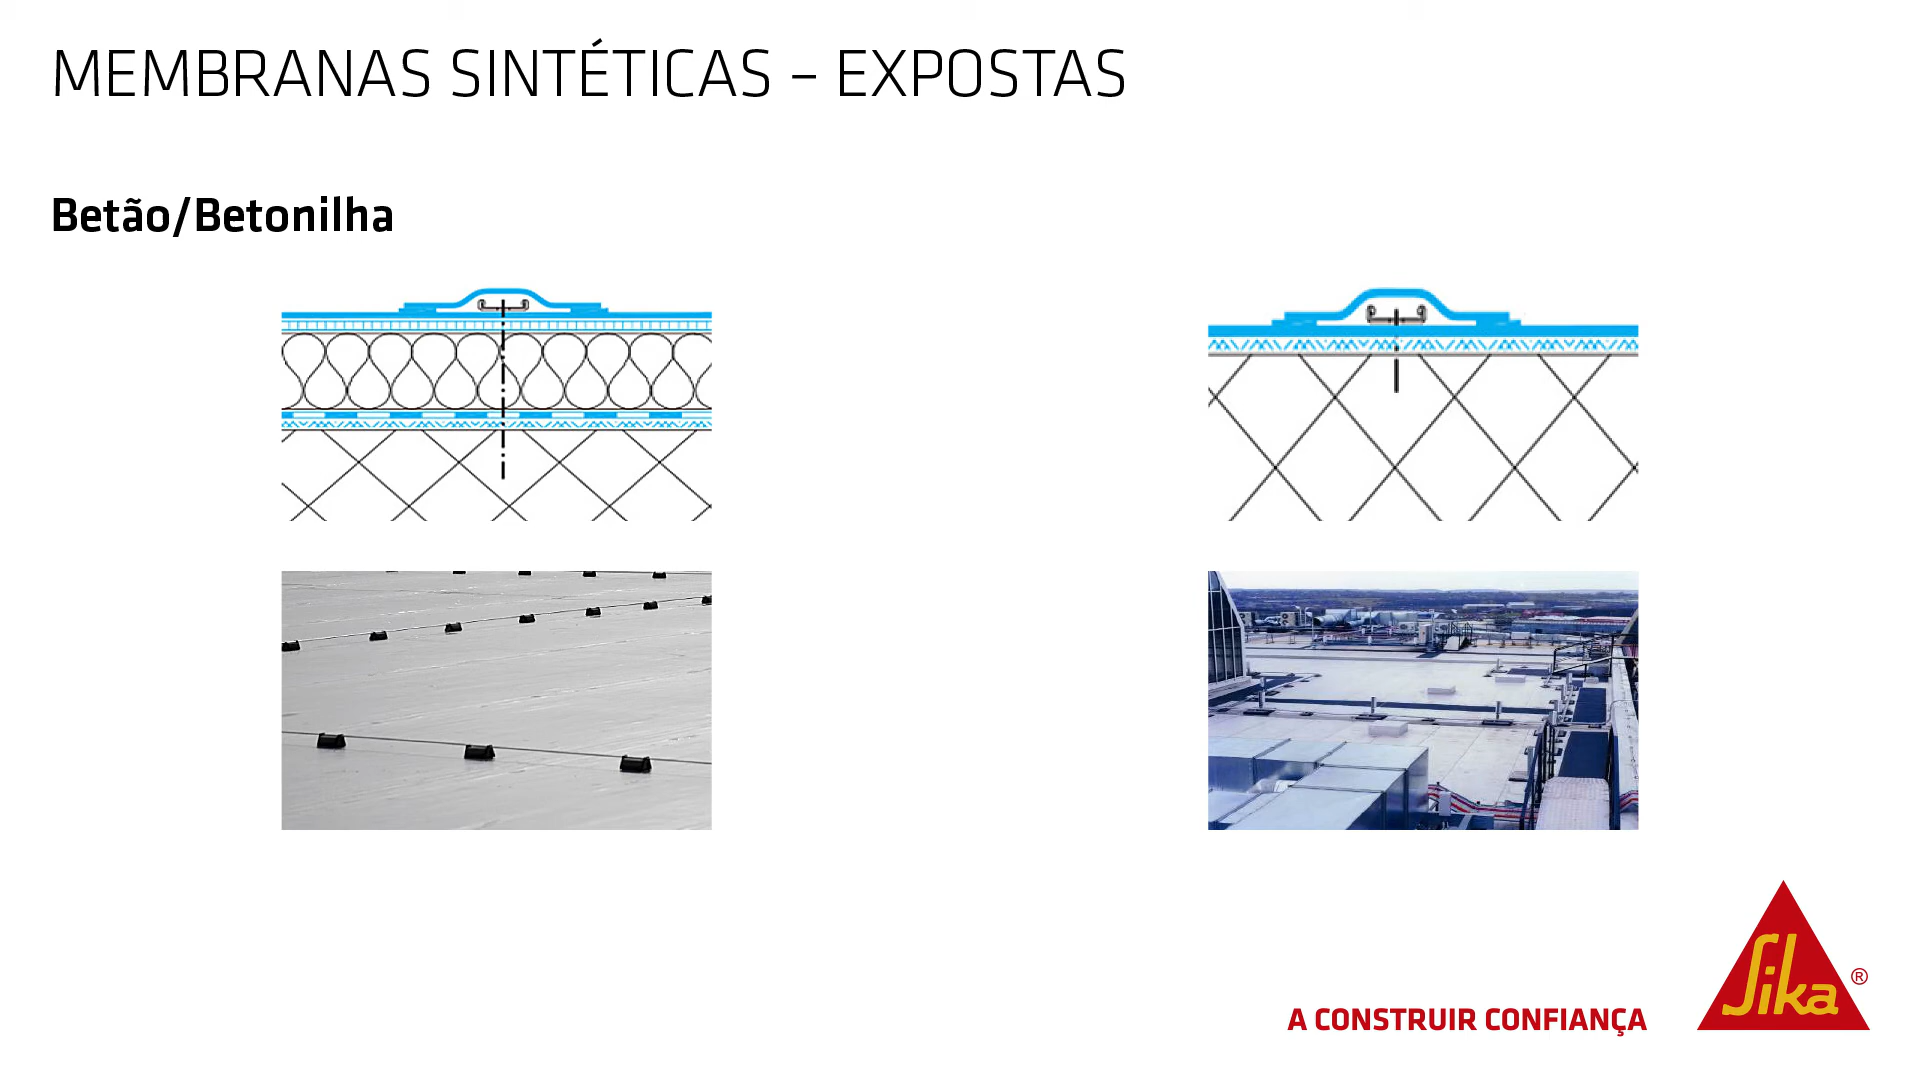 MEMBRANAS SINTÉTICAS – EXPOSTAS
Betão/Betonilha
A CONSTRUIR CONFIANÇA
Sika®